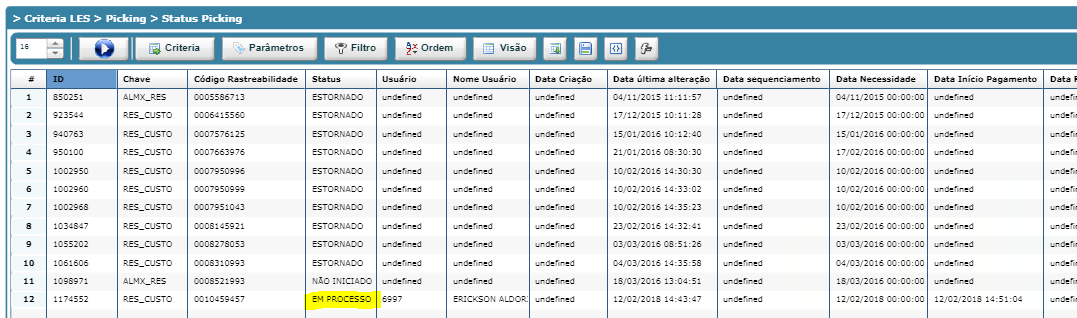 > Criteria LES > Picking > Status Picking
16 Criteria Parâmetros Filtro Ordem Visão
# ID Chave Código Rastreabilidade Status Usuário Nome Usuário Data Criação Data última alteração Data sequenciamento Data Necessidade Data Início Pagamento Data F
1 850251 ALMX_RES 0005586713 ESTORNADO undefined undefined undefined 04/11/2015 11:11:57 undefined 04/11/2015 00:00:00 undefined undefi
2 923544 RES_CUSTO 0006415560 ESTORNADO undefined undefined undefined 17/12/2015 10:11:28 undefined 17/12/2015 00:00:00 undefined undefi
3 940763 RES_CUSTO 0007576125 ESTORNADO undefined undefined undefined 15/01/2016 10:12:40 undefined 15/01/2016 00:00:00 undefined undefi
4 950100 RES_CUSTO 0007663976 ESTORNADO undefined undefined undefined 21/01/2016 08:30:30 undefined 17/02/2016 00:00:00 undefined undefi
5 1002950 RES_CUSTO 0007950996 ESTORNADO undefined undefined undefined 10/02/2016 14:30:30 undefined 10/02/2016 00:00:00 undefined undefi
6 1002960 RES_CUSTO 0007950999 ESTORNADO undefined undefined undefined 10/02/2016 14:33:02 undefined 10/02/2016 00:00:00 undefined undefi
7 1002968 RES_CUSTO 0007951043 ESTORNADO undefined undefined undefined 10/02/2016 14:35:23 undefined 10/02/2016 00:00:00 undefined undefi
8 1034847 RES_CUSTO 0008145921 ESTORNADO undefined undefined undefined 23/02/2016 14:32:41 undefined 23/02/2016 00:00:00 undefined undefi
9 1055202 RES_CUSTO 0008278053 ESTORNADO undefined undefined undefined 03/03/2016 08:51:26 undefined 03/03/2016 00:00:00 undefined undefi
10 1061606 RES_CUSTO 0008310993 ESTORNADO undefined undefined undefined 04/03/2016 14:35:58 undefined 04/03/2016 00:00:00 undefined undefi
11 1098971 ALMX_RES 0008521993 NÃO INICIADO undefined undefined undefined 18/03/2016 13:04:51 undefined 18/03/2016 00:00:00 undefined undefi
12 1174552 RES_CUSTO 0010459457 EM PROCESSO 6997 ERICKSON ALDOR undefined 12/02/2018 14:43:47 undefined 12/02/2018 00:00:00 12/02/2018 14:51:04 undefi